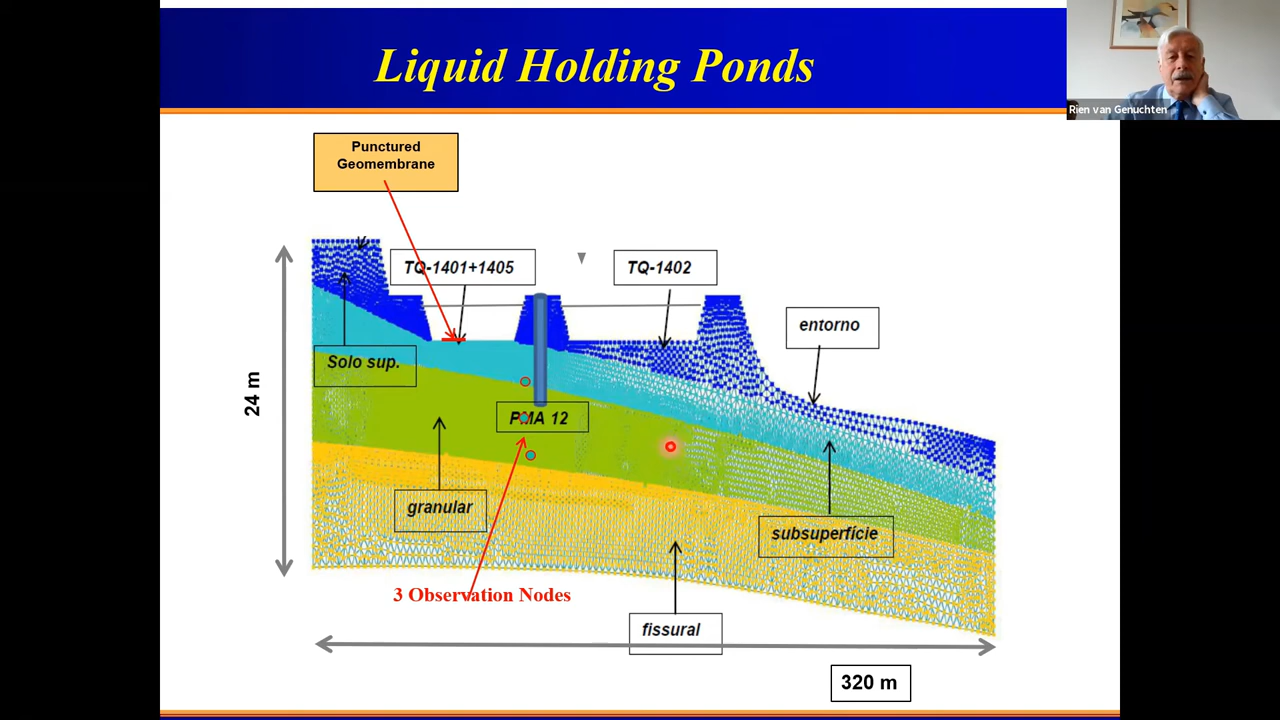 Liquid Holding Ponds
Rien van Genuchten
Punctured
Geomembrane
TQ-1401+1405
TQ-1402
entorno
Solo sup.
24 m
PMA 12
granular
subsuperfície
3 Observation Nodes
fissural
320 m